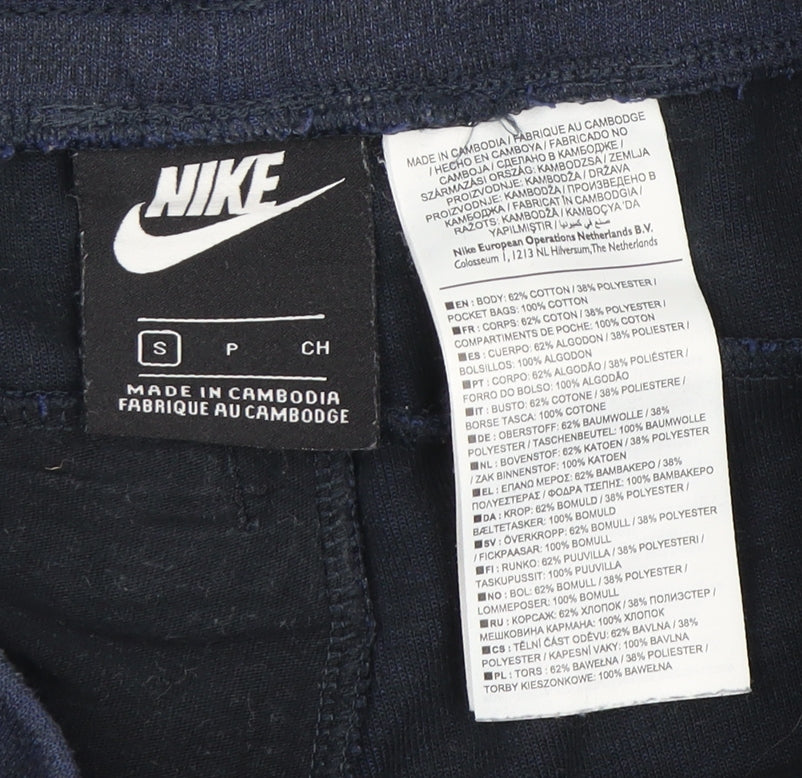 NIKE
S P CH
MADE IN CAMBODIA
FABRIQUE AU CAMBODGE
MADE IN CAMBODIA / FABRIQUE AU CAMBODGE
/ HECHO EN CAMBOYA / FABRICADO NO
CAMBOJA / СДЕЛАНО В КАМБОДЖЕ /
SZÁRMAZÁSI ORSZÁG: KAMBODZSA / ZEMLJA
PROIZVODNJE: KAMBODŽA / DRŽAVA
PROIZVODNJE: KAMBODŽA / ПРОИЗВЕДЕНО В
КАМБОДЖА / FABRICAT ÎN CAMBODGIA /
RAŽOTS: KAMBODŽA / KAMBOÇYA 'DA
YAPILMIŞTIR / صنع في كمبوديا
Nike European Operations Netherlands B.V.
Colosseum 1, 1213 NL Hilversum, The Netherlands
■EN : BODY: 62% COTTON / 38% POLYESTER /
POCKET BAGS: 100% COTTON
■FR : CORPS: 62% COTON / 38% POLYESTER /
COMPARTIMENTS DE POCHE: 100% COTON
■ES : CUERPO: 62% ALGODON / 38% POLIESTER /
BOLSILLOS: 100% ALGODON
■PT : CORPO: 62% ALGODÃO / 38% POLIÉSTER /
FORRO DO BOLSO: 100% ALGODÃO
■IT : BUSTO: 62% COTONE / 38% POLIESTERE /
BORSE TASCA: 100% COTONE
■DE : OBERSTOFF: 62% BAUMWOLLE / 38%
POLYESTER / TASCHENBEUTEL: 100% BAUMWOLLE
■NL : BOVENSTOF: 62% KATOEN / 38% POLYESTER
/ ZAK BINNENSTOF: 100% KATOEN
■EL : ΕΠΑΝΩ ΜΕΡΟΣ: 62% ΒΑΜΒΑΚΕΡΟ / 38%
ΠΟΛΥΕΣΤΕΡΑΣ / ΦΟΔΡΑ ΤΣΕΠΗΣ: 100% ΒΑΜΒΑΚΕΡΟ
■DA : KROP: 62% BOMULD / 38% POLYESTER /
BÆLTETASKER: 100% BOMULD
■SV : ÖVERKROPP: 62% BOMULL / 38% POLYESTER
/ FICKPAASAR: 100% BOMULL
■FI : RUNKO: 62% PUUVILLA / 38% POLYESTERI /
TASKUPUSSIT: 100% PUUVILLA
■NO : BOL: 62% BOMULL / 38% POLYESTER /
LOMMEPOSER: 100% BOMULL
■RU : КОРСАЖ: 62% ХЛОПОК / 38% ПОЛИЭСТЕР /
МЕШКОВИНА КАРМАНА: 100% ХЛОПОК
■CS : TĚLNÍ ČÁST ODĚVU: 62% BAVLNA / 38%
POLYESTER / KAPESNÍ VAKY: 100% BAVLNA
■PL : TORS : 62% BAWEŁNA / 38% POLIESTER /
TORBY KIESZONKOWE: 100% BAWEŁNA